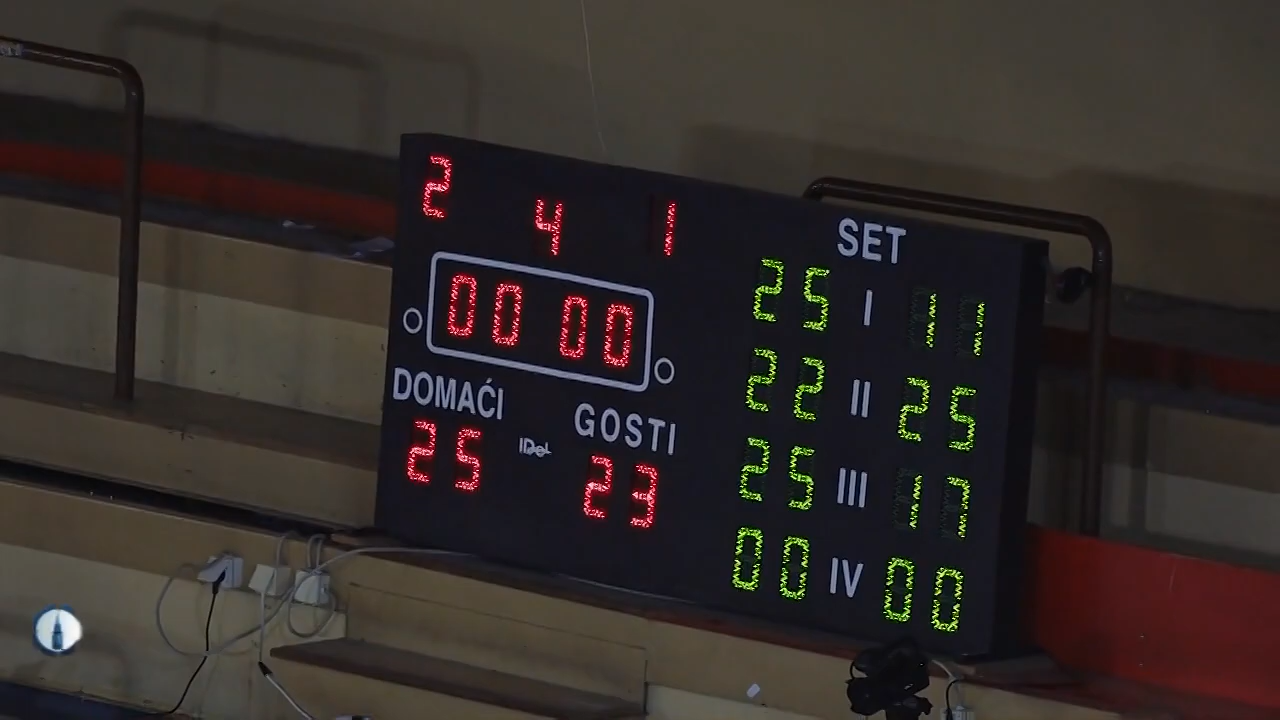 2 4 1
00 00
DOMAĆI GOSTI
25 IDeL 23
SET
25 I 11
22 II 25
25 III 17
00 IV 00